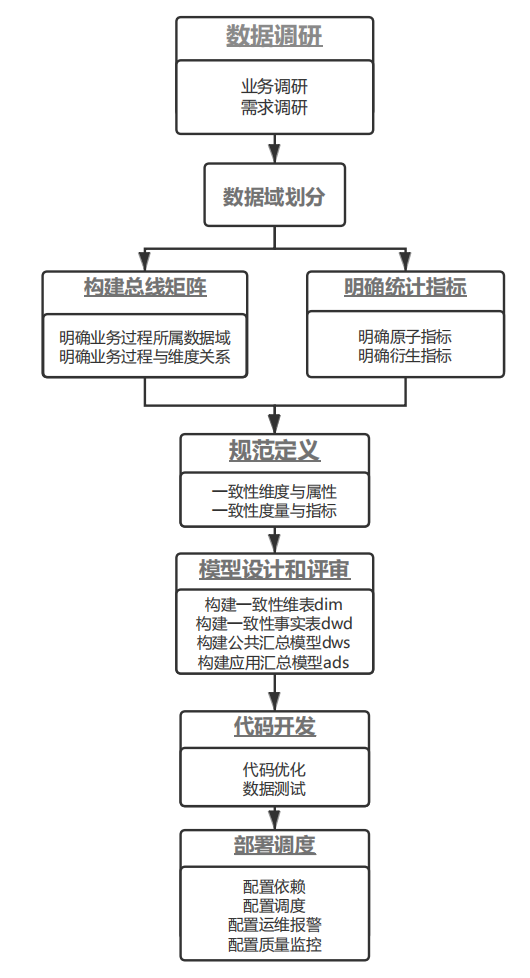 数据调研
业务调研
需求调研
数据域划分
构建总线矩阵
明确业务过程所属数据域
明确业务过程与维度关系
明确统计指标
明确原子指标
明确衍生指标
规范定义
一致性维度与属性
一致性度量与指标
模型设计和评审
构建一致性维表dim
构建一致性事实表dwd
构建公共汇总模型dws
构建应用汇总模型ads
代码开发
代码优化
数据测试
部署调度
配置依赖
配置调度
配置运维报警
配置质量监控